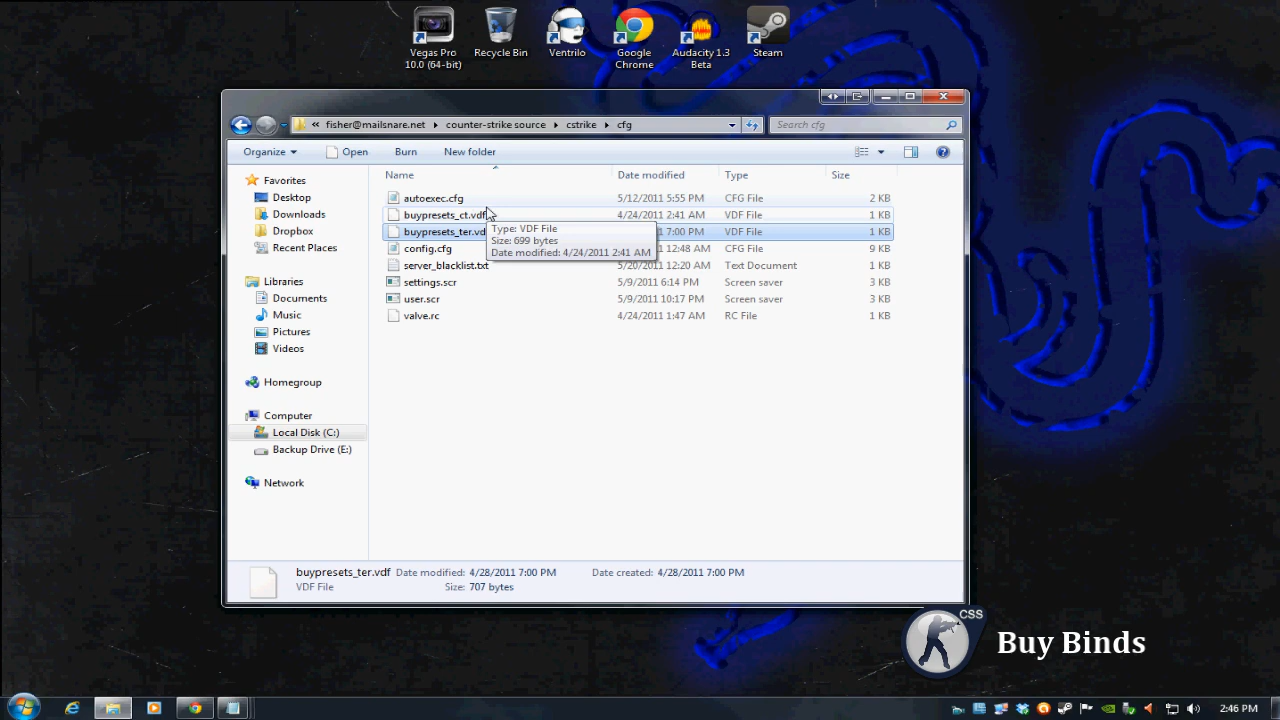 Vegas Pro
10.0 (64-bit)
Recycle Bin
Ventrilo
Google
Chrome
Audacity 1.3
Beta
Steam
« fisher@mailsnare.net counter-strike source cstrike cfg
Search cfg
Organize Open Burn New folder
Name Date modified Type Size
autoexec.cfg 5/12/2011 5:55 PM CFG File 2 KB
buypresets_ct.vdf 4/24/2011 2:41 AM VDF File 1 KB
buypresets_ter.vd 7:00 PM VDF File 1 KB
config.cfg 12:48 AM CFG File 9 KB
server_blacklist.txt 5/20/2011 12:20 AM Text Document 1 KB
settings.scr 5/9/2011 6:14 PM Screen saver 3 KB
user.scr 5/9/2011 10:17 PM Screen saver 3 KB
valve.rc 4/24/2011 1:47 AM RC File 1 KB
Type: VDF File
Size: 699 bytes
Date modified: 4/24/2011 2:41 AM
Favorites
Desktop
Downloads
Dropbox
Recent Places
Libraries
Documents
Music
Pictures
Videos
Homegroup
Computer
Local Disk (C:)
Backup Drive (E:)
Network
buypresets_ter.vdf Date modified: 4/28/2011 7:00 PM Date created: 4/28/2011 7:00 PM
VDF File Size: 707 bytes
CSS
Buy Binds
2:46 PM